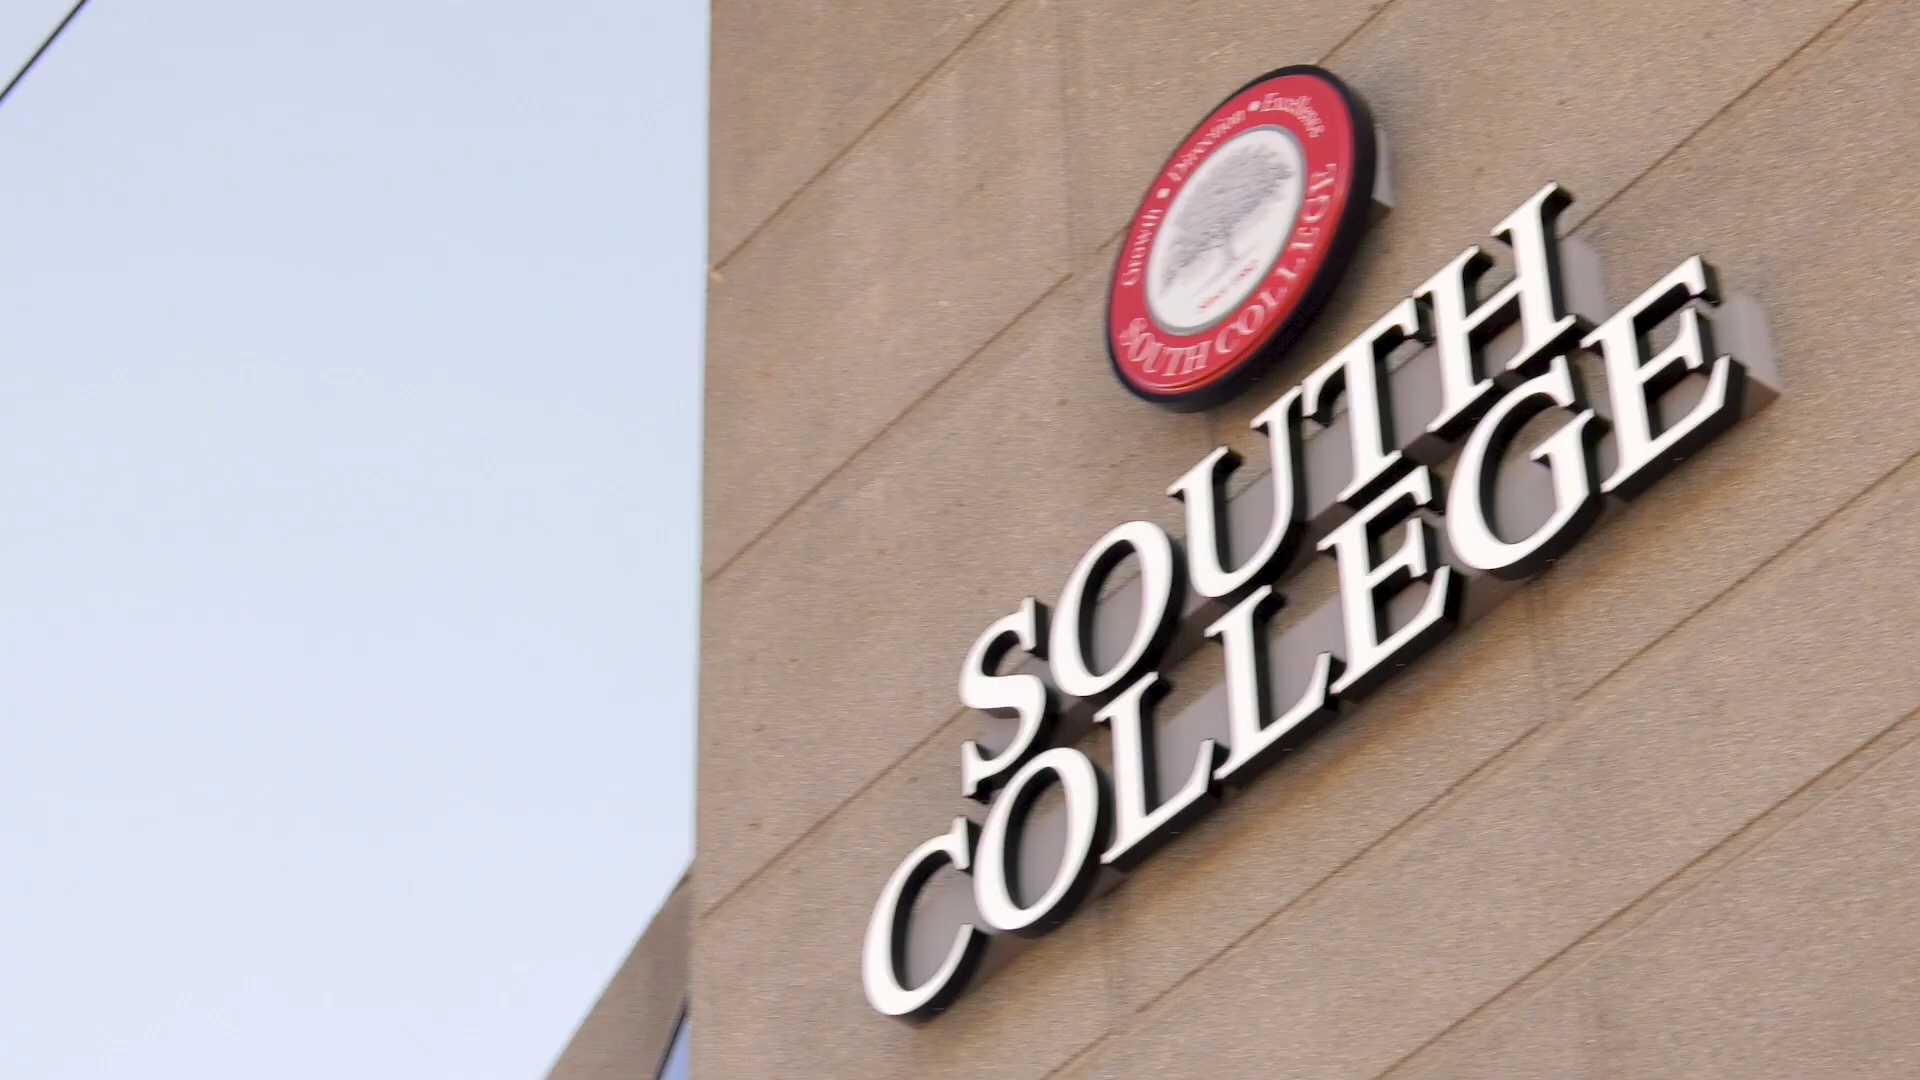 Growth • Direction • Excellence
SOUTH COLLEGE
SOUTH
COLLEGE